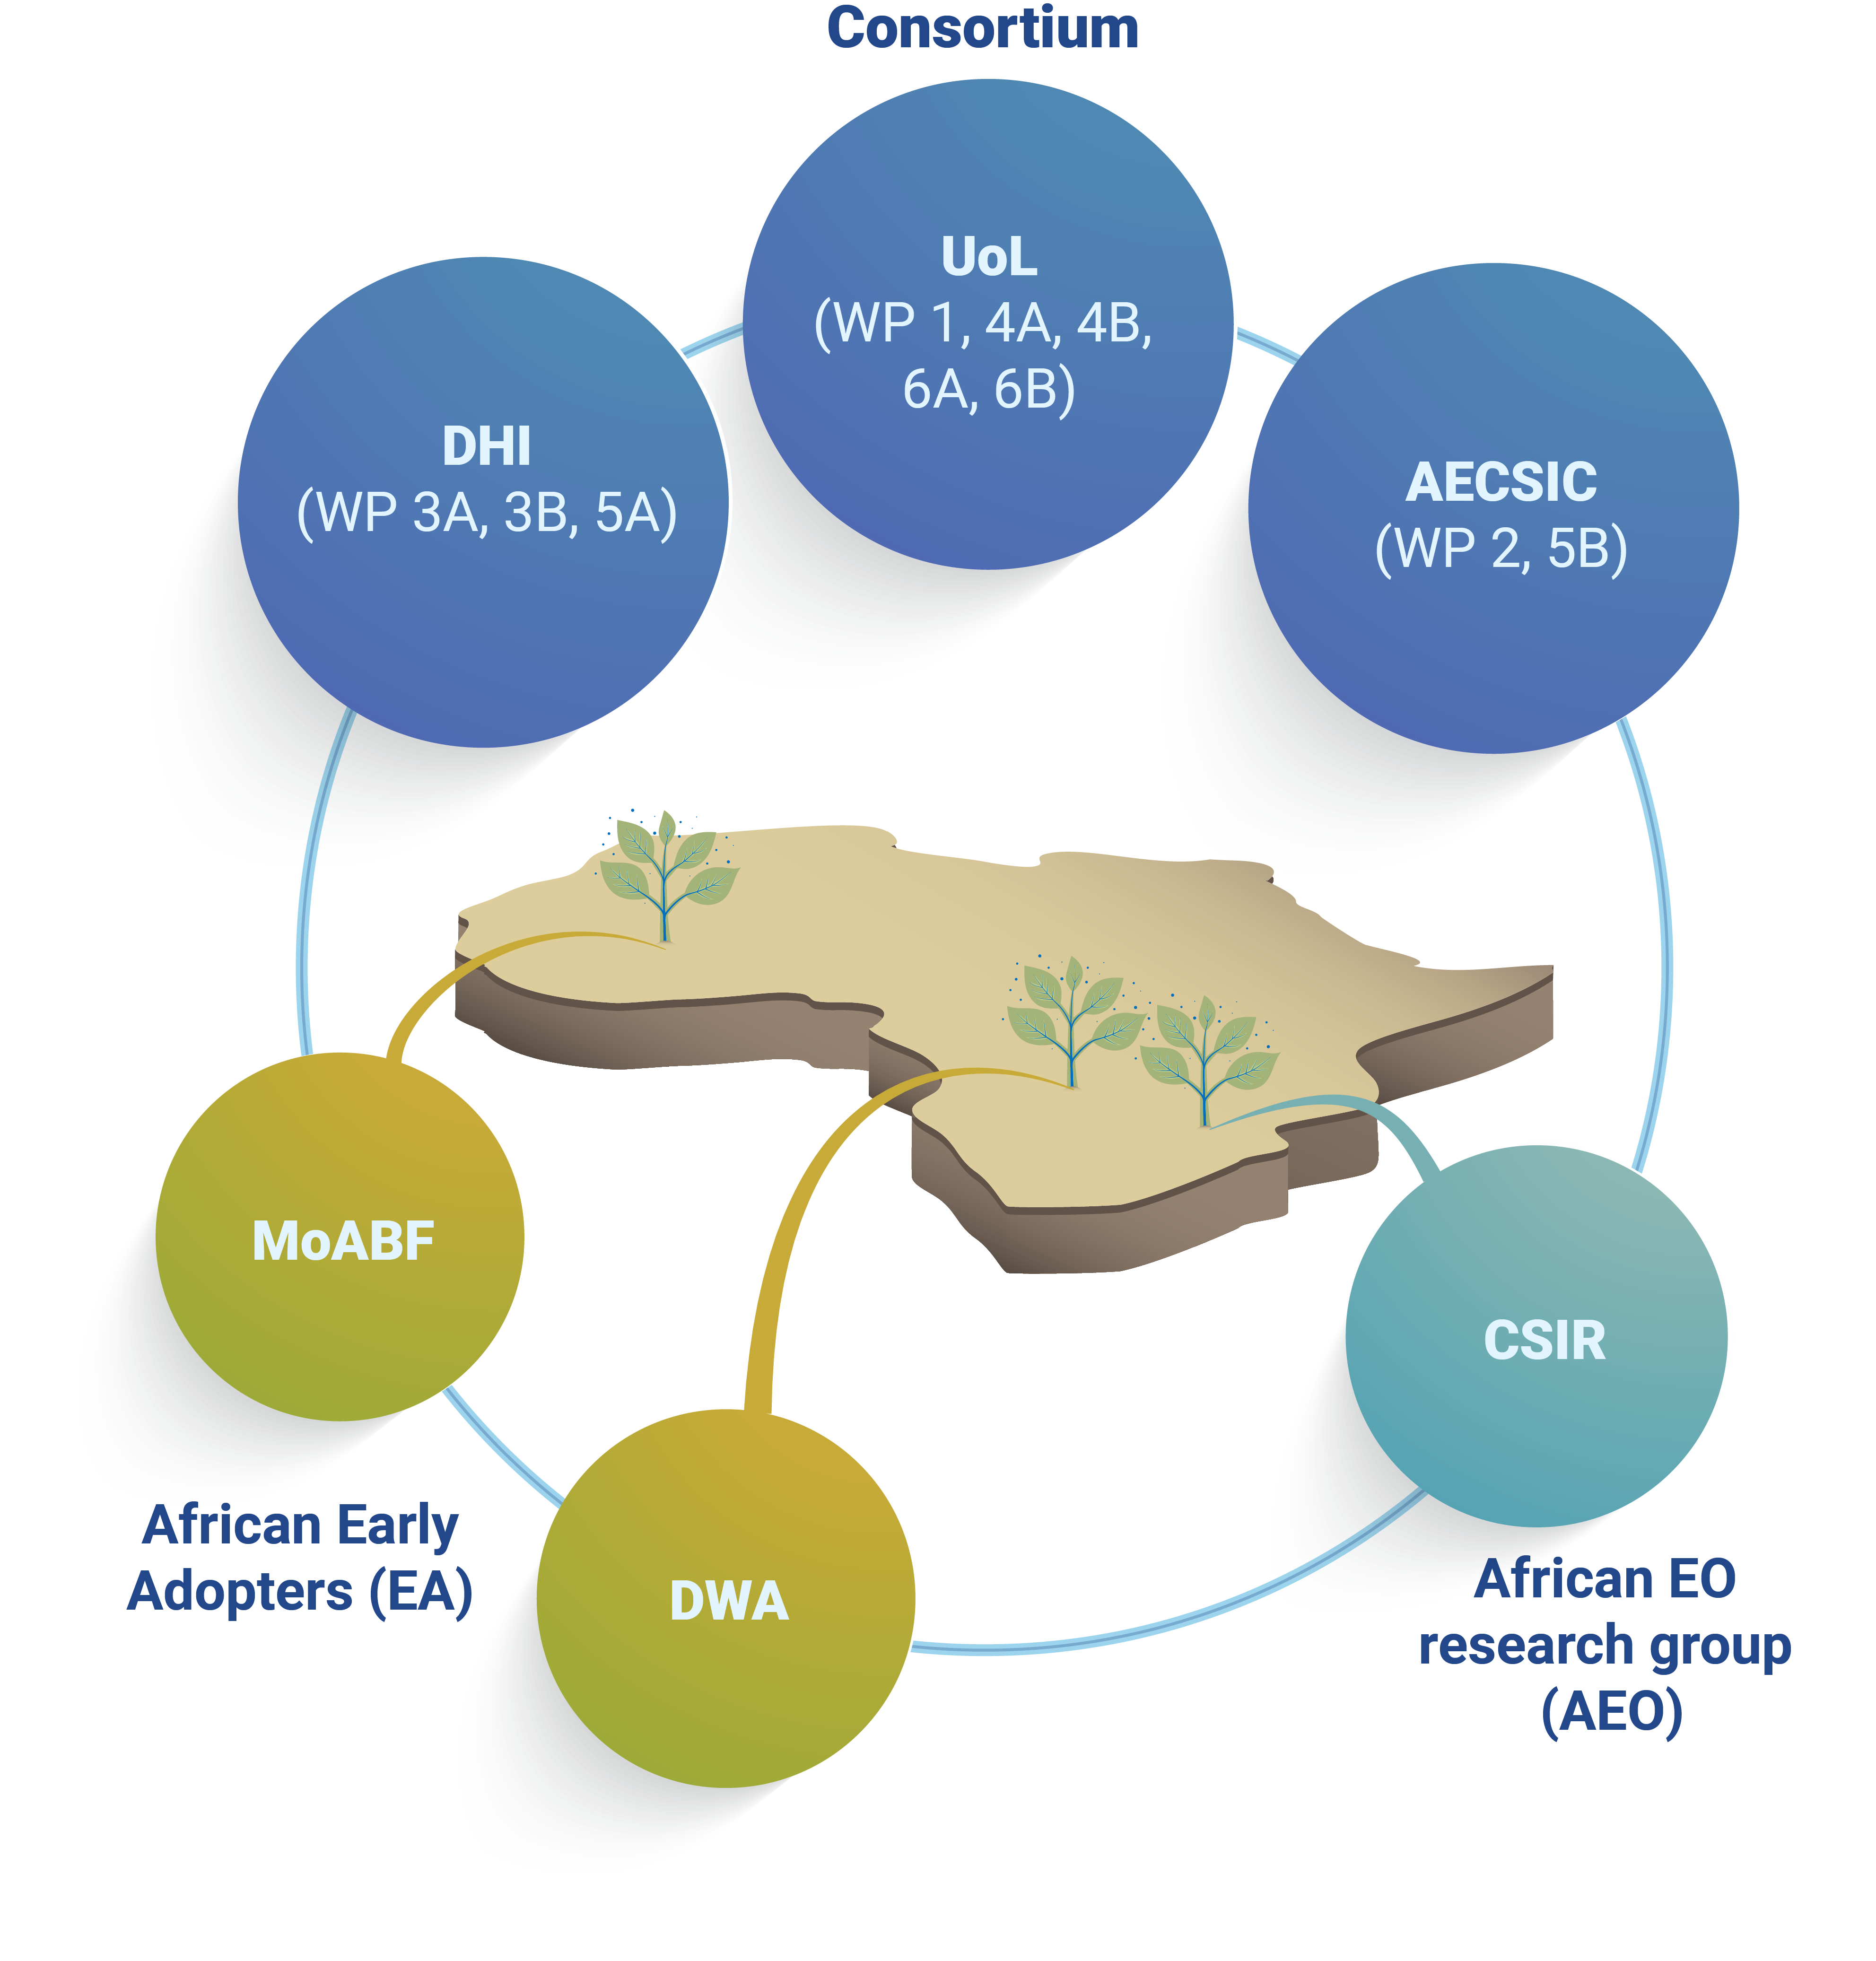 Consortium
UoL
(WP 1, 4A, 4B,
6A, 6B)
DHI
(WP 3A, 3B, 5A)
AECSIC
(WP 2, 5B)
MoABF
CSIR
African Early
Adopters (EA)
DWA
African EO
research group
(AEO)